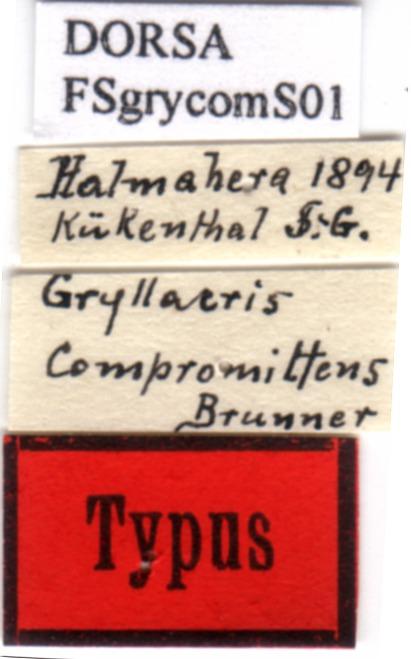 DORSA
FSgrycomS01
Halmahera 1894
Kükenthal S. G.
Gryllacris
Compromittens
Brunner
Typus